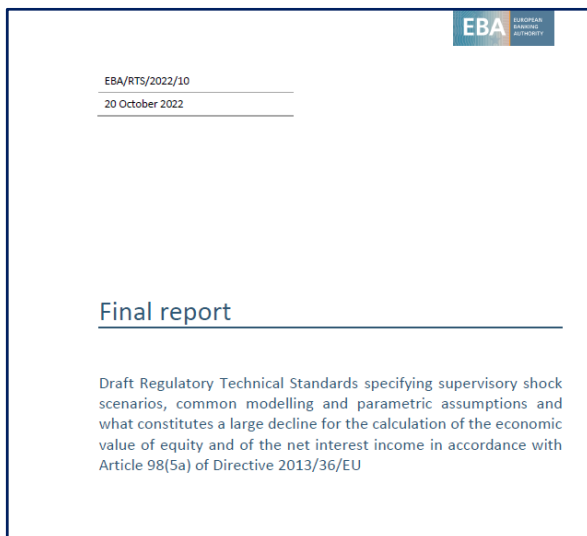 EBA EUROPEAN
BANKING
AUTHORITY
EBA/RTS/2022/10
20 October 2022
Final report
Draft Regulatory Technical Standards specifying supervisory shock
scenarios, common modelling and parametric assumptions and
what constitutes a large decline for the calculation of the economic
value of equity and of the net interest income in accordance with
Article 98(5a) of Directive 2013/36/EU